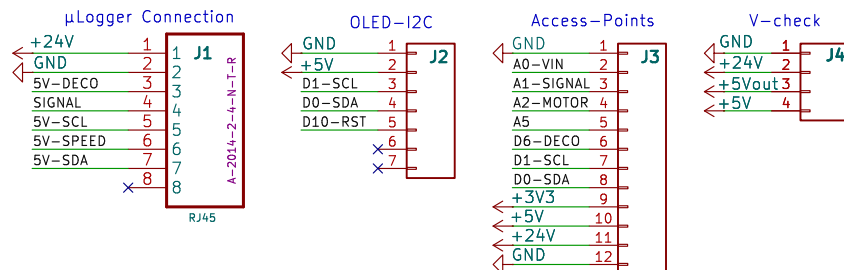 µLogger Connection
+24V 1 1 J1
GND 2 2
5V-DECO 3 3
SIGNAL 4 4
5V-SCL 5 5
5V-SPEED 6 6
5V-SDA 7 7
8 8
A-2014-2-4-N-T-R
RJ45
OLED-I2C
GND 1 J2
+5V 2
D1-SCL 3
D0-SDA 4
D10-RST 5
6
7
Access-Points
GND 1 J3
A0-VIN 2
A1-SIGNAL 3
A2-MOTOR 4
A5 5
D6-DECO 6
D1-SCL 7
D0-SDA 8
+3V3 9
+5V 10
+24V 11
GND 12
V-check
GND 1 J4
+24V 2
+5Vout 3
+5V 4